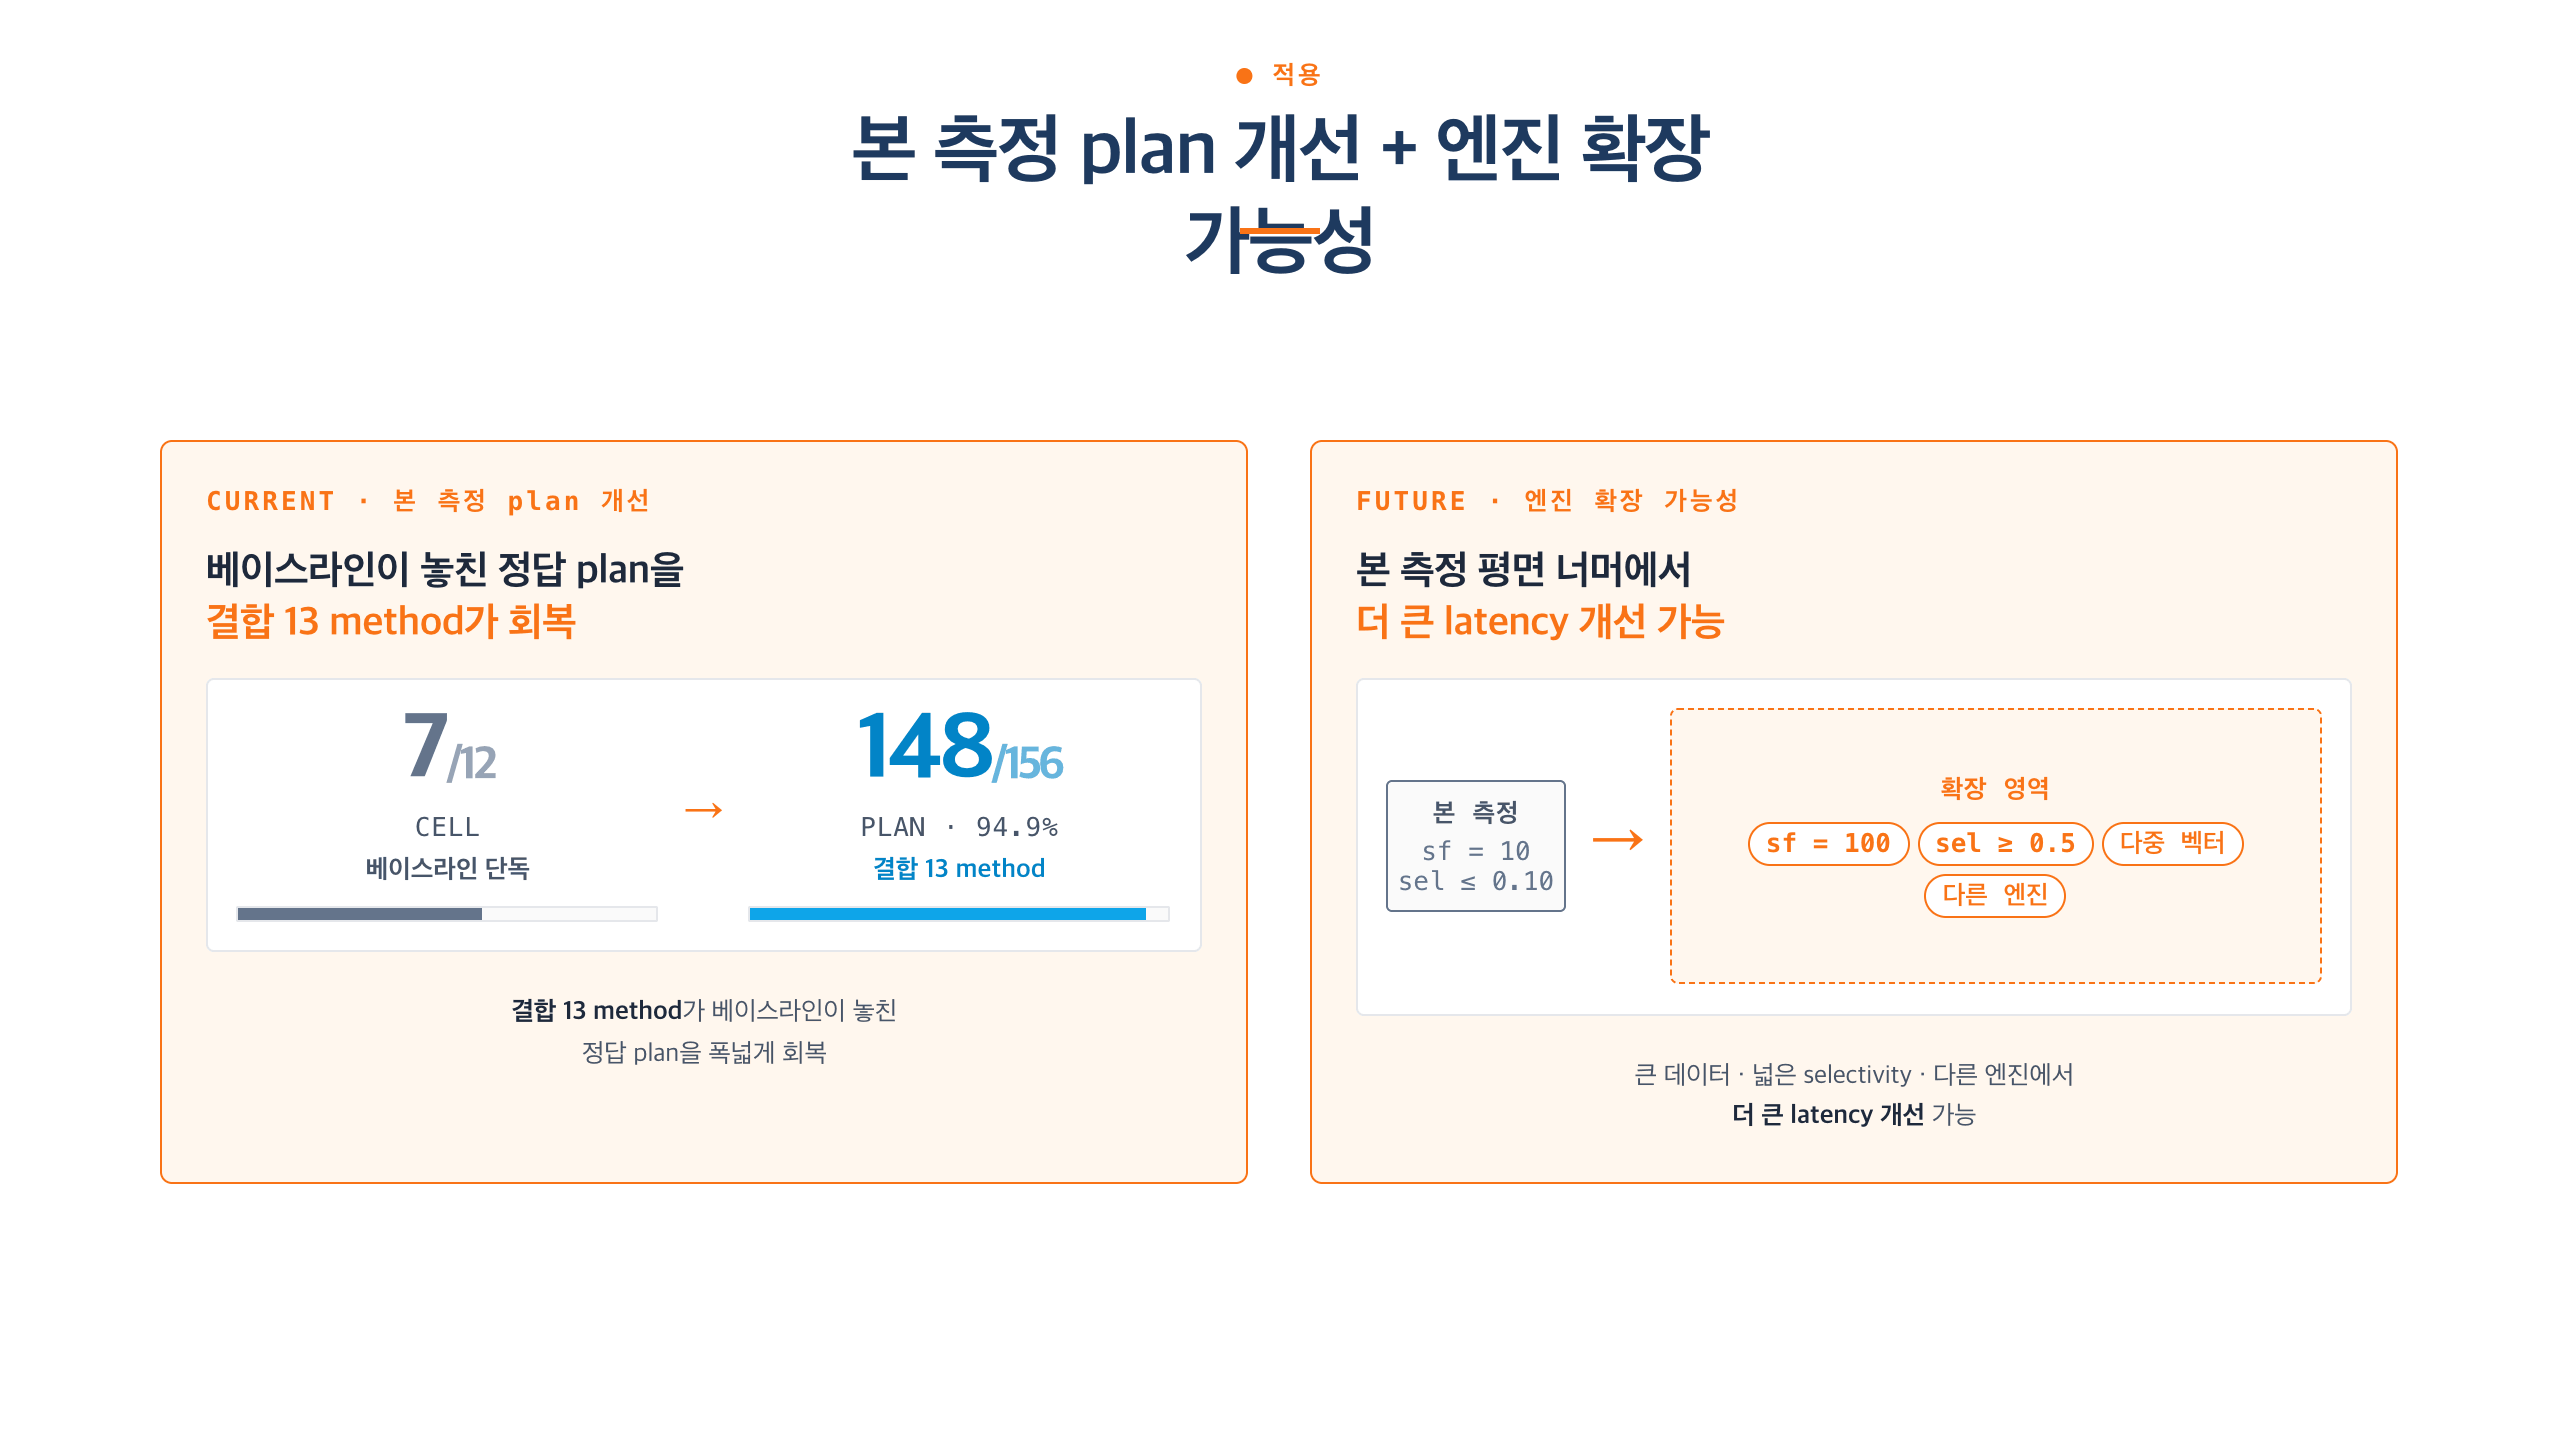 ● 적용
본 측정 plan 개선 + 엔진 확장
가능성
CURRENT · 본 측정 plan 개선
베이스라인이 놓친 정답 plan을
결합 13 method가 회복
7/12
CELL
베이스라인 단독
→
148/156
PLAN · 94.9%
결합 13 method
결합 13 method가 베이스라인이 놓친
정답 plan을 폭넓게 회복
FUTURE · 엔진 확장 가능성
본 측정 평면 너머에서
더 큰 latency 개선 가능
본 측정
sf = 10
sel ≤ 0.10
→
확장 영역
sf = 100 sel ≥ 0.5 다중 벡터
다른 엔진
큰 데이터 · 넓은 selectivity · 다른 엔진에서
더 큰 latency 개선 가능